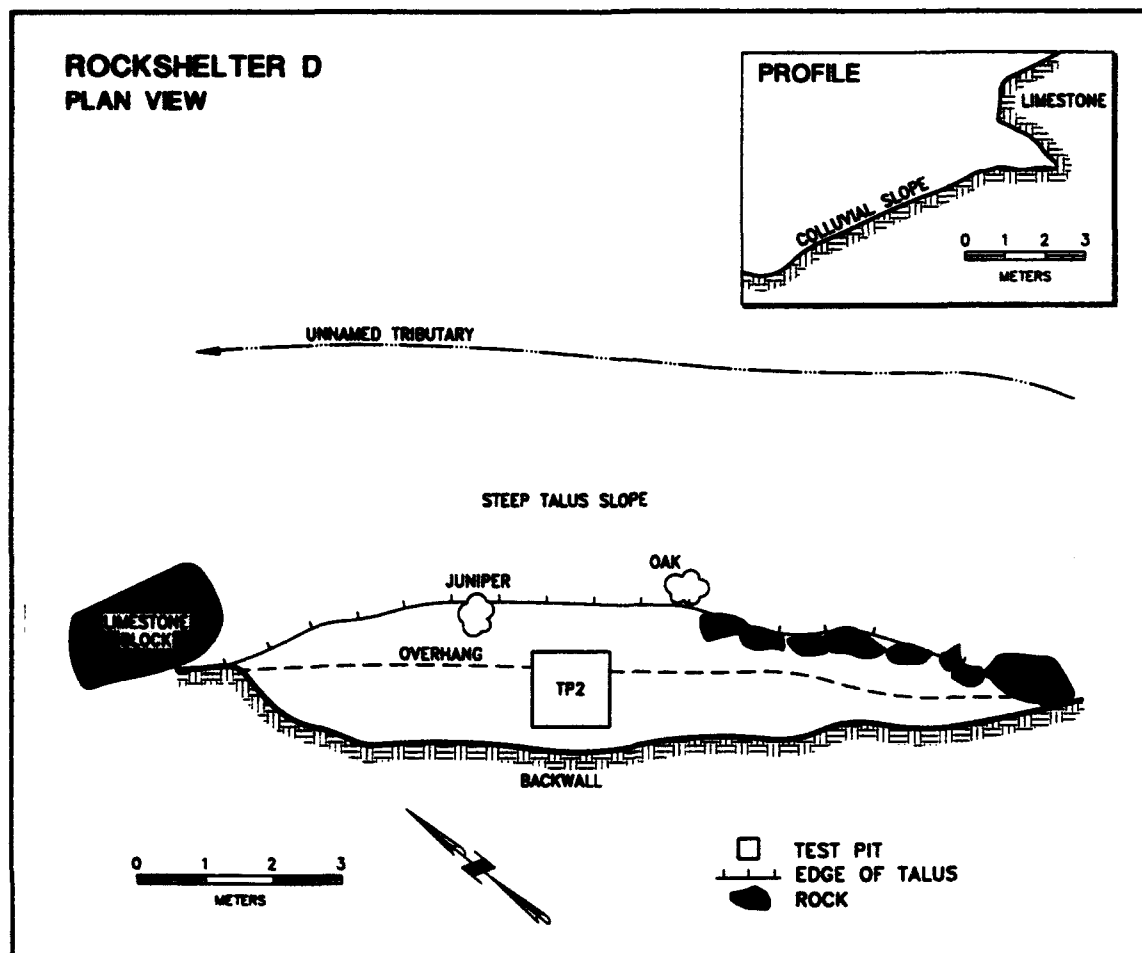 ROCKSHELTER D
PLAN VIEW
PROFILE
LIMESTONE
COLLUVIAL SLOPE
0 1 2 3
METERS
UNNAMED TRIBUTARY
STEEP TALUS SLOPE
OAK
JUNIPER
LIMESTONE
BLOCK
OVERHANG
TP2
BACKWALL
0 1 2 3
METERS
TEST PIT
EDGE OF TALUS
ROCK